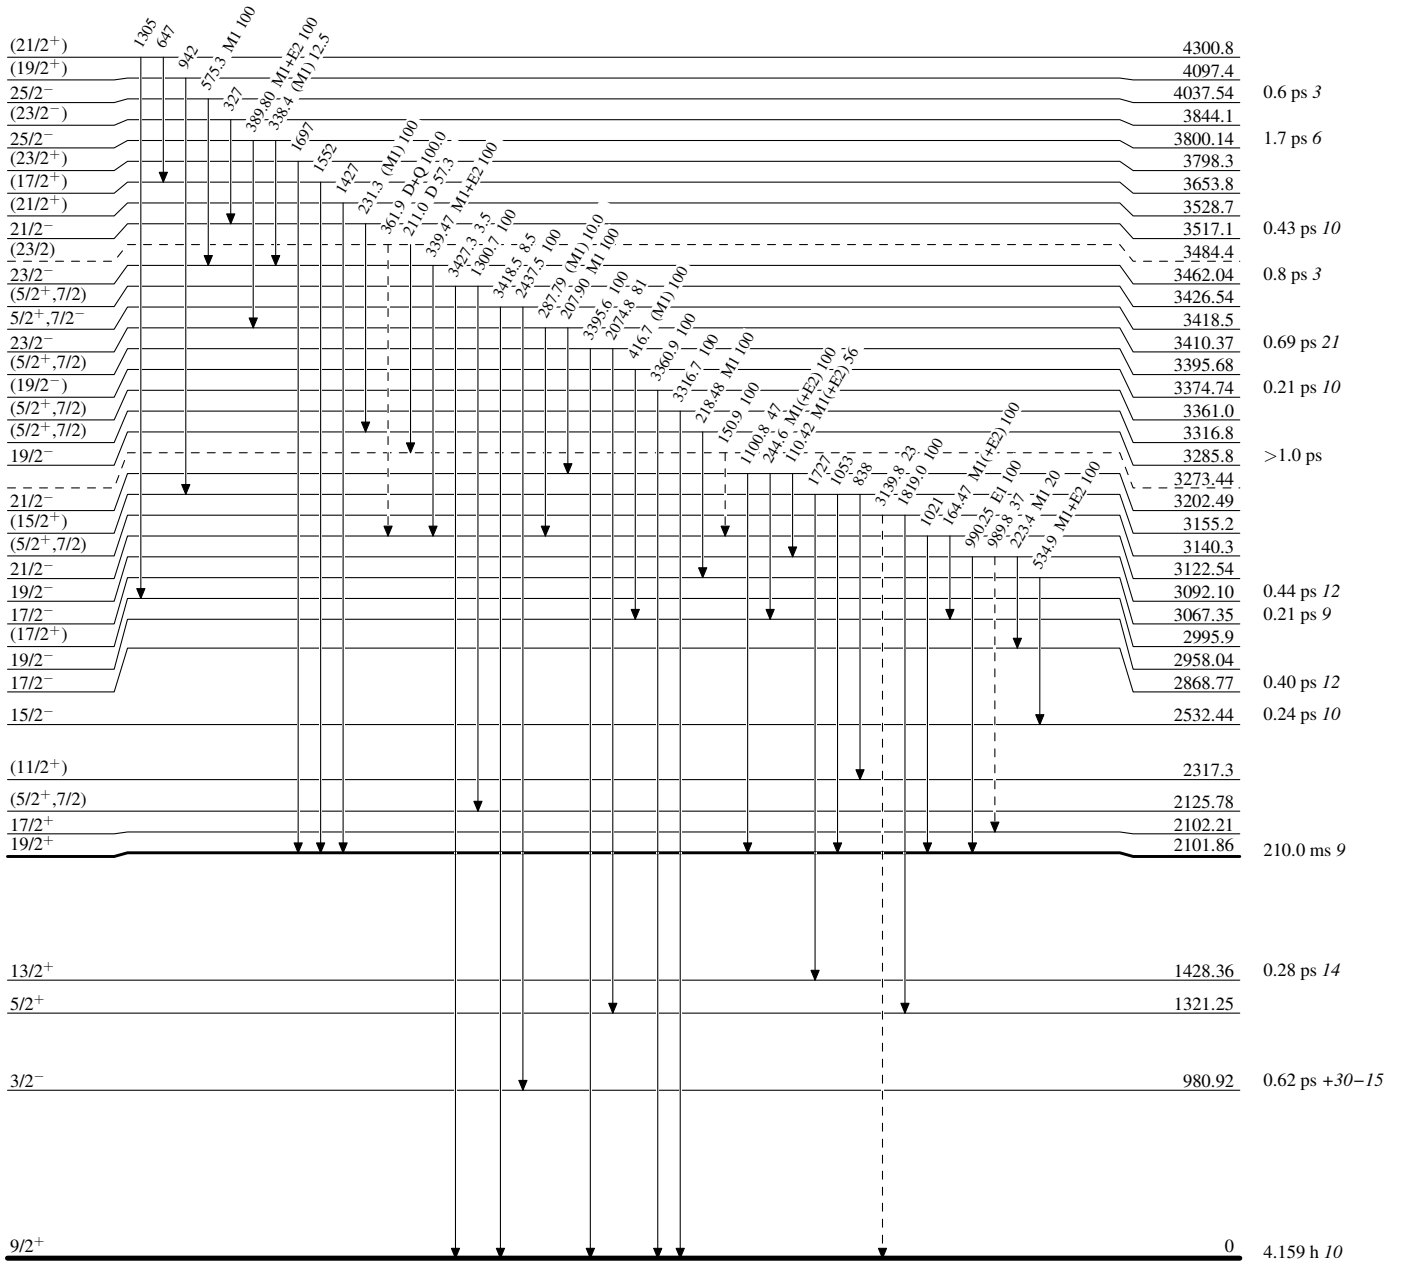 1305
647
942
575.3 M1 100
327
389.80 M1+E2 100
338.4 (M1) 12.5
1697
1552
1427
231.3 (M1) 100
361.9 D+Q 100.0
211.0 D 57.3
339.47 M1+E2 100
3427.3 3.5
1300.7 100
3418.5 8.5
2437.5 100
287.79 (M1) 10.0
207.90 M1 100
3395.6 100
2074.8 81
416.7 (M1) 100
3360.9 100
3316.7 100
218.48 M1 100
150.9 100
1100.8 47
244.6 M1(+E2) 100
110.42 M1(+E2) 56
1727
1053
838
3139.8 23
1819.0 100
1021
164.47 M1(+E2) 100
990.25 E1 100
989.8 37
223.4 M1 20
534.9 M1+E2 100
(21/2+) 4300.8
(19/2+) 4097.4
25/2− 4037.54 0.6 ps 3
(23/2−) 3844.1
25/2− 3800.14 1.7 ps 6
(23/2+) 3798.3
(17/2+) 3653.8
(21/2+) 3528.7
21/2− 3517.1 0.43 ps 10
(23/2) 3484.4
23/2− 3462.04 0.8 ps 3
(5/2+,7/2) 3426.54
5/2+,7/2− 3418.5
23/2− 3410.37 0.69 ps 21
(5/2+,7/2) 3395.68
(19/2−) 3374.74 0.21 ps 10
(5/2+,7/2) 3361.0
(5/2+,7/2) 3316.8
19/2− 3285.8 >1.0 ps
3273.44
21/2− 3202.49
(15/2+) 3155.2
(5/2+,7/2) 3140.3
21/2− 3122.54
19/2− 3092.10 0.44 ps 12
17/2− 3067.35 0.21 ps 9
(17/2+) 2995.9
19/2− 2958.04
17/2− 2868.77 0.40 ps 12
15/2− 2532.44 0.24 ps 10
(11/2+) 2317.3
(5/2+,7/2) 2125.78
17/2+ 2102.21
19/2+ 2101.86 210.0 ms 9
13/2+ 1428.36 0.28 ps 14
5/2+ 1321.25
3/2− 980.92 0.62 ps +30−15
9/2+ 0 4.159 h 10